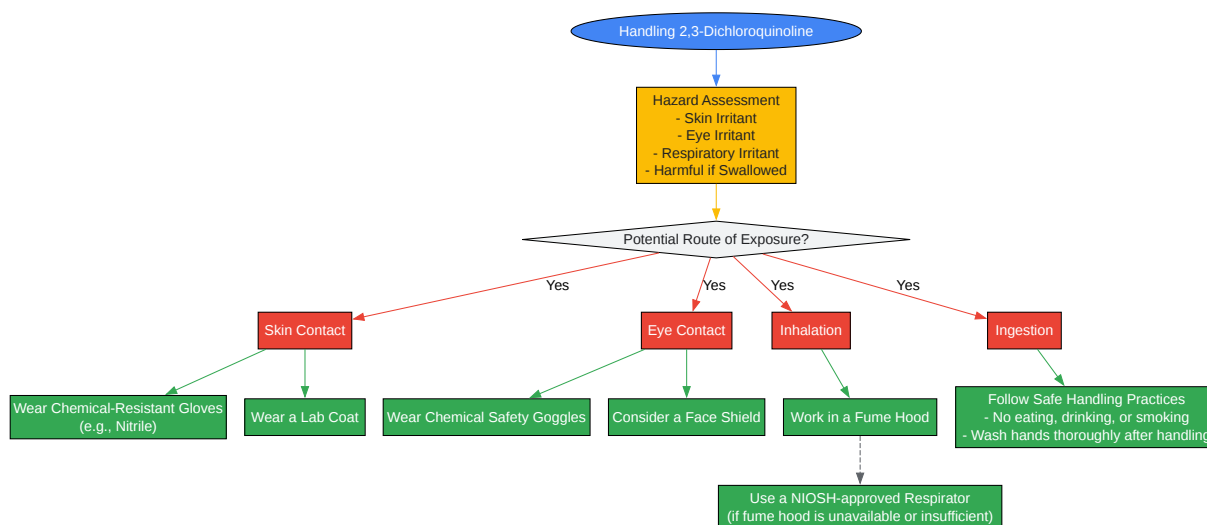 Handling 2,3-Dichloroquinoline
Hazard Assessment
- Skin Irritant
- Eye Irritant
- Respiratory Irritant
- Harmful if Swallowed
Potential Route of Exposure?
Yes
Yes
Yes
Yes
Skin Contact
Eye Contact
Inhalation
Ingestion
Wear Chemical-Resistant Gloves
(e.g., Nitrile)
Wear a Lab Coat
Wear Chemical Safety Goggles
Consider a Face Shield
Work in a Fume Hood
Follow Safe Handling Practices
- No eating, drinking, or smoking
- Wash hands thoroughly after handling
Use a NIOSH-approved Respirator
(if fume hood is unavailable or insufficient)